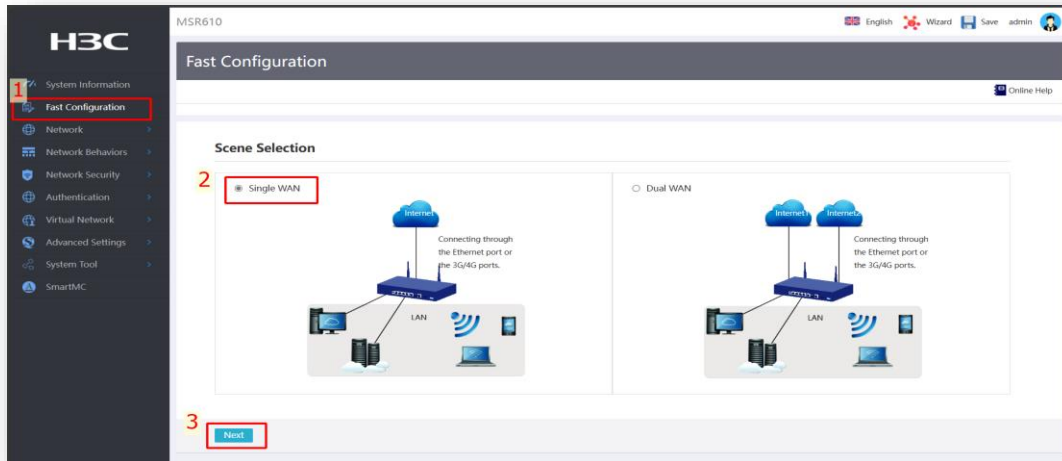 MSR610
English Wizard Save admin
H3C
Fast Configuration
Online Help
1
System Information
Fast Configuration
Network
Network Behaviors
Network Security
Authentication
Virtual Network
Advanced Settings
System Tool
SmartMC
Scene Selection
2
Single WAN
Internet
Connecting through
the Ethernet port or
the 3G/4G ports.
LAN
Dual WAN
Internet1 Internet2
Connecting through
the Ethernet port or
the 3G/4G ports.
LAN
3
Next